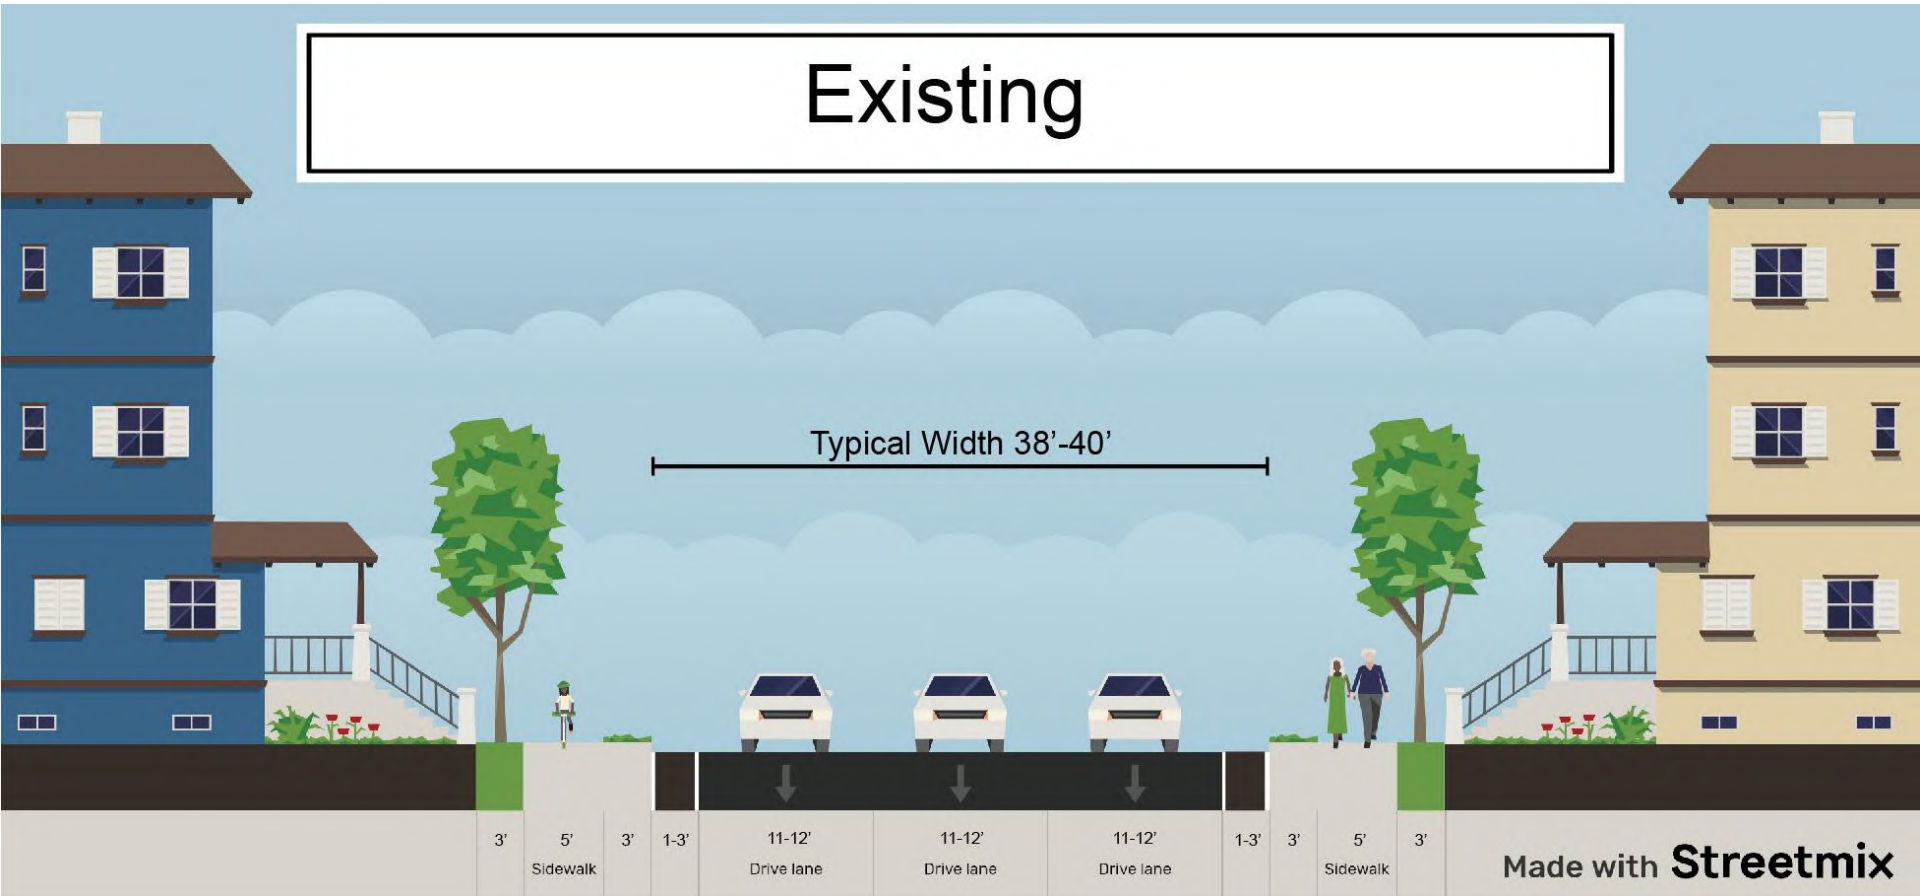 Existing
Typical Width 38’-40’
3’ 5’ 3’ 1-3’ 11-12’ 11-12’ 11-12’ 1-3’ 3’ 5’ 3’
Sidewalk Drive lane Drive lane Drive lane Sidewalk
Made with Streetmix